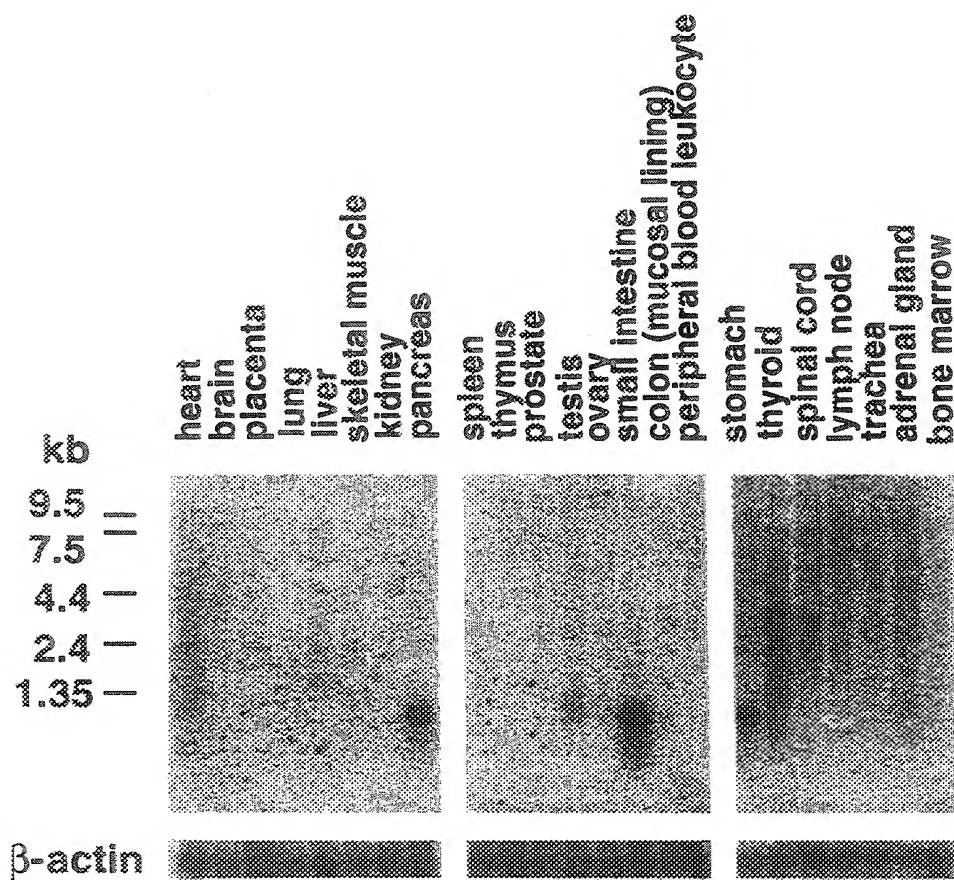 heart
brain
placenta
lung
liver
skeletal muscle
kidney
pancreas
spleen
thymus
prostate
testis
ovary
small intestine
colon (mucosal lining)
peripheral blood leukocyte
stomach
thyroid
spinal cord
lymph node
trachea
adrenal gland
bone marrow
kb
9.5
7.5
4.4
2.4
1.35
β-actin